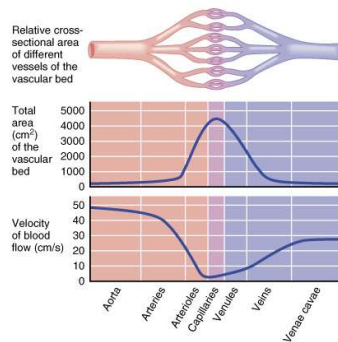 Relative cross-
sectional area
of different
vessels of the
vascular bed
Total
area
(cm²)
of the
vascular
bed
5000
4000
3000
2000
1000
0
Velocity
of blood
flow (cm/s)
50
40
30
20
10
0
Aorta
Arteries
Arterioles
Capillaries
Venules
Veins
Venae cavae